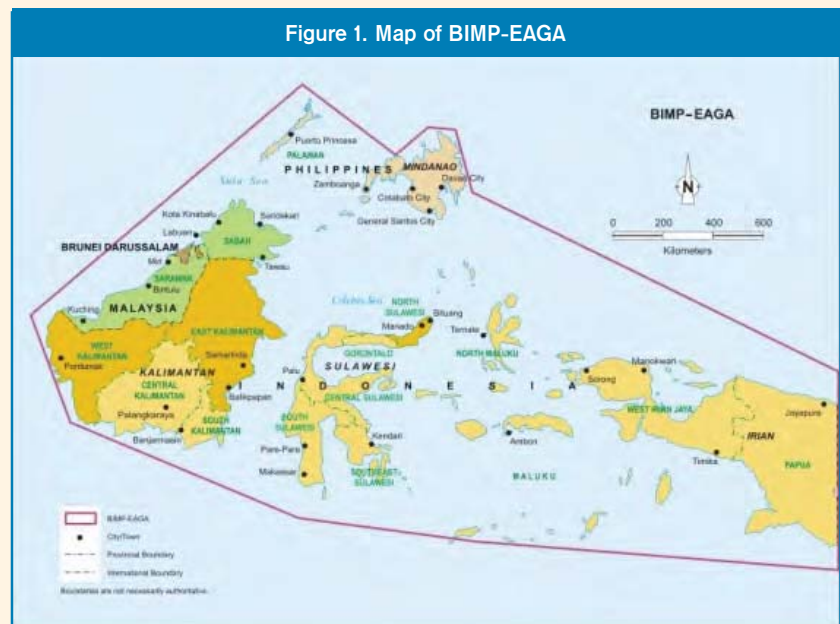 Figure 1. Map of BIMP-EAGA
BIMP-EAGA
N
0 200 400 600
Kilometers
Puerto Princesa
PALAWAN
Sulu Sea
PHILIPPINES
MINDANAO
Zamboanga
Davao City
Cotabato City
General Santos City
Kota Kinabalu
Sandakan
Labuan
SABAH
BRUNEI DARUSSALAM
Miri
Tawau
SARAWAK
Bintulu
Kuching
MALAYSIA
Celebes Sea
NORTH
SULAWESI
Bitung
Manado
Ternate
EAST KALIMANTAN
GORONTALO
NORTH MALUKU
WEST
KALIMANTAN
Pontianak
KALIMANTAN
Samarinda
SULAWESI
Palu
Manokwari
Sorong
CENTRAL
KALIMANTAN
INDONESIA
Balikpapan
CENTRAL SULAWESI
Palangkaraya
SOUTH
KALIMANTAN
SOUTH
SULAWESI
WEST IRIAN JAYA
Jayapura
Banjarmasin
Kendari
Ambon
IRIAN
Pare-Pare
Timika
PAPUA
Makassar
SOUTHEAST-
SULAWESI
MALUKU
BIMP-EAGA
City/Town
Provincial Boundary
International Boundary
Boundaries are not necessarily authoritative.